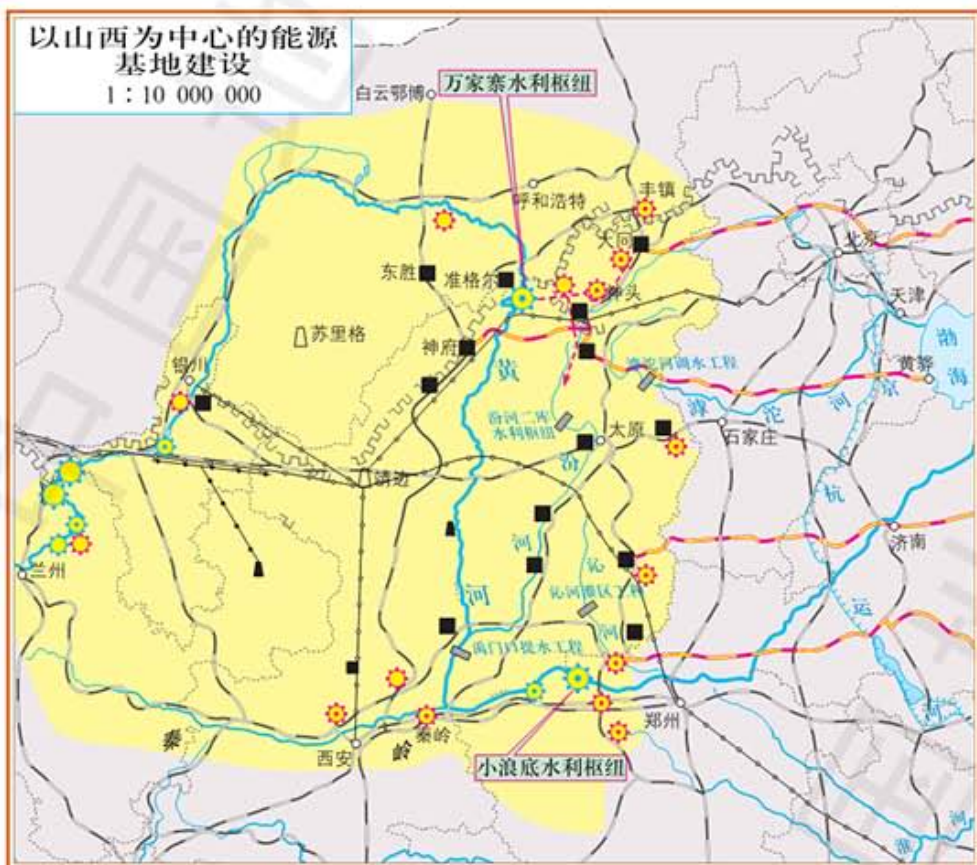 以山西为中心的能源
基地建设
1：10 000 000
万家寨水利枢纽
白云鄂博
呼和浩特
丰镇
大同
北京
东胜
准格尔
神头
天津
渤
海
苏里格
神府
黄
滹沱河调水工程
黄骅
银川
汾河二库
水利枢纽
滹
沱
河
京
太原
石家庄
靖边
汾
杭
济南
河
沁
兰州
河
沁河灌区工程
运
河
禹门口提水工程
郑州
河
秦
岭
秦岭
西安
小浪底水利枢纽
淮
河